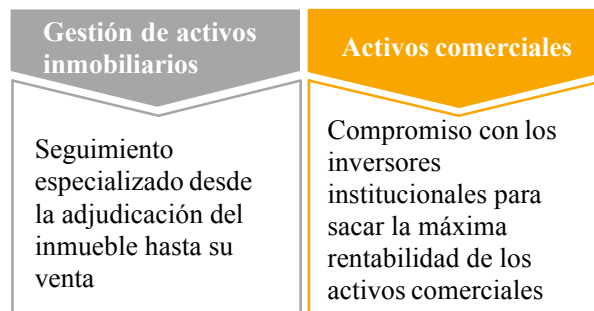 Gestión de activos
inmobiliarios
Seguimiento
especializado desde
la adjudicación del
inmueble hasta su
venta
Activos comerciales
Compromiso con los
inversores
institucionales para
sacar la máxima
rentabilidad de los
activos comerciales